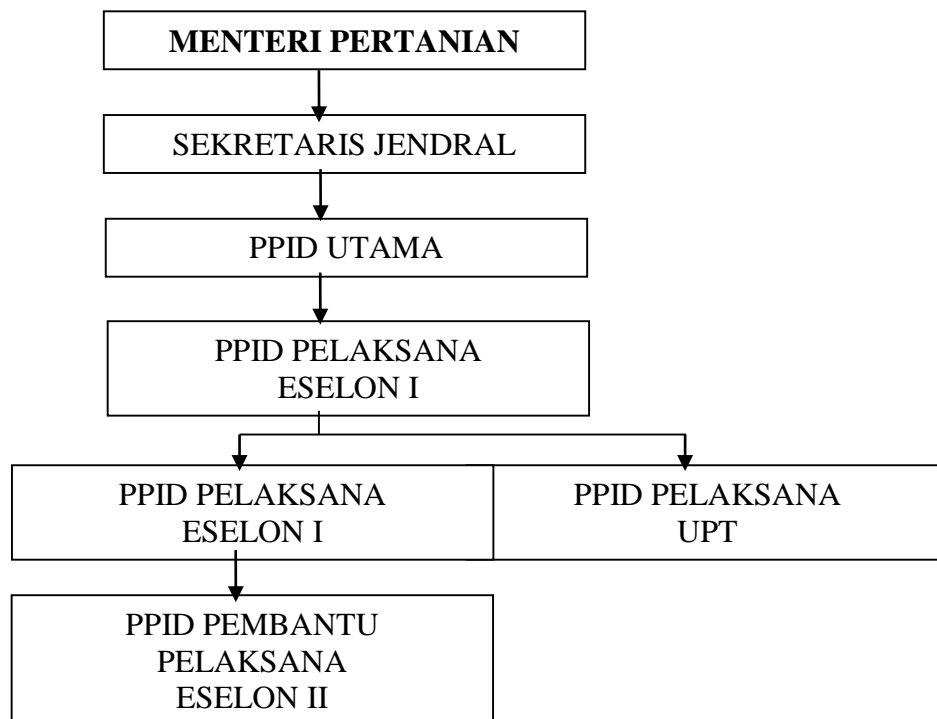 MENTERI PERTANIAN
SEKRETARIS JENDRAL
PPID UTAMA
PPID PELAKSANA
ESELON I
PPID PELAKSANA
ESELON I
PPID PELAKSANA
UPT
PPID PEMBANTU
PELAKSANA
ESELON II